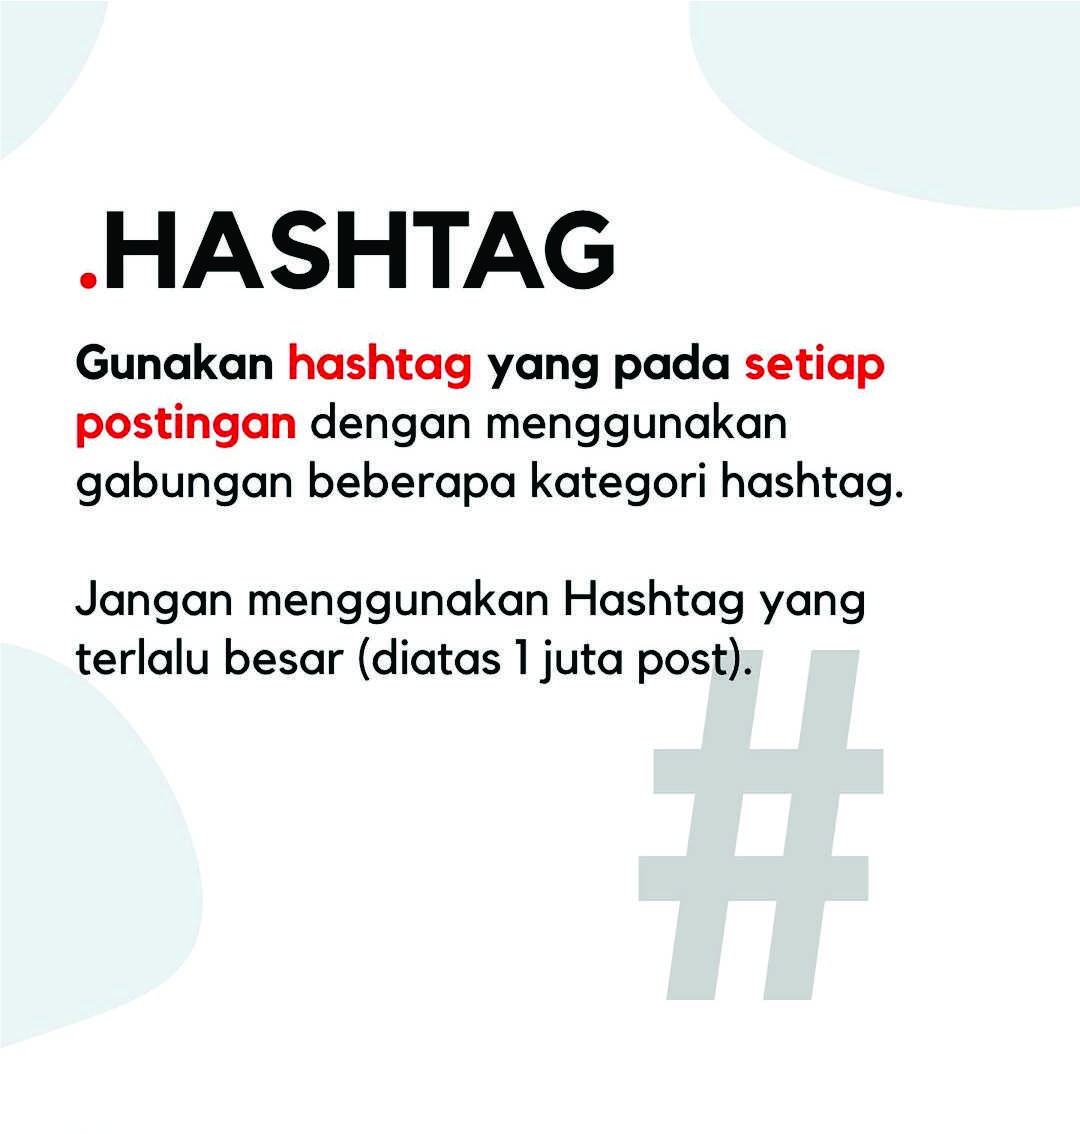 .HASHTAG
Gunakan hashtag yang pada setiap
postingan dengan menggunakan
gabungan beberapa kategori hashtag.
Jangan menggunakan Hashtag yang
terlalu besar (diatas 1 juta post).
#